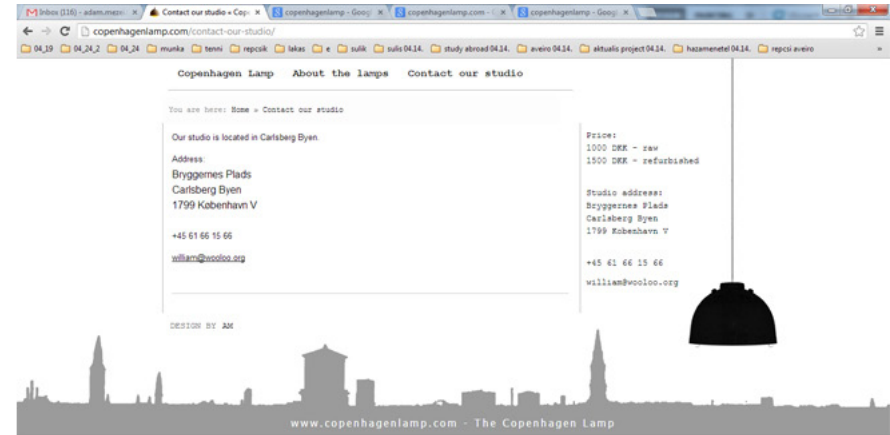 Inbox (116) - adam.mesz
Contact our studio « Cop
copenhagenlamp - Goog
copenhagenlamp.com - G
copenhagenlamp - Goog
copenhagenlamp.com/contact-our-studio/
04_19 04_24_2 04_24 munka tenni repcsik lakas e sulik sulis 04.14. study abroad 04.14. aveiro 04.14. aktualis project 04.14. hazamenetel 04.14. repcsi aveiro »
Copenhagen Lamp About the lamps Contact our studio
You are here: Home » Contact our studio
Our studio is located in Carlsberg Byen.
Address:
Bryggernes Plads
Carlsberg Byen
1799 København V
+45 61 66 15 66
william@wooloo.org
Price:
1000 DKK - raw
1500 DKK - refurbished
Studio address:
Bryggernes Plads
Carlsberg Byen
1799 Kobenhavn V
+45 61 66 15 66
william@wooloo.org
DESIGN BY AM
www.copenhagenlamp.com - The Copenhagen Lamp